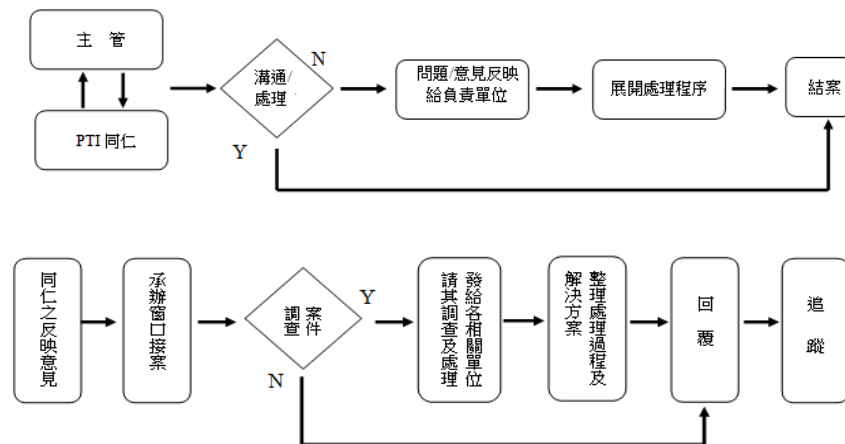 主 管
PTI 同仁
溝通/
處理
N
Y
問題/意見反映
給負責單位
展開處理程序
結案
同仁之反映意見
承辦窗口接案
案件
調查
Y
N
發給各相關單位
請其調查及處理
整理處理過程及
解決方案
回覆
追蹤